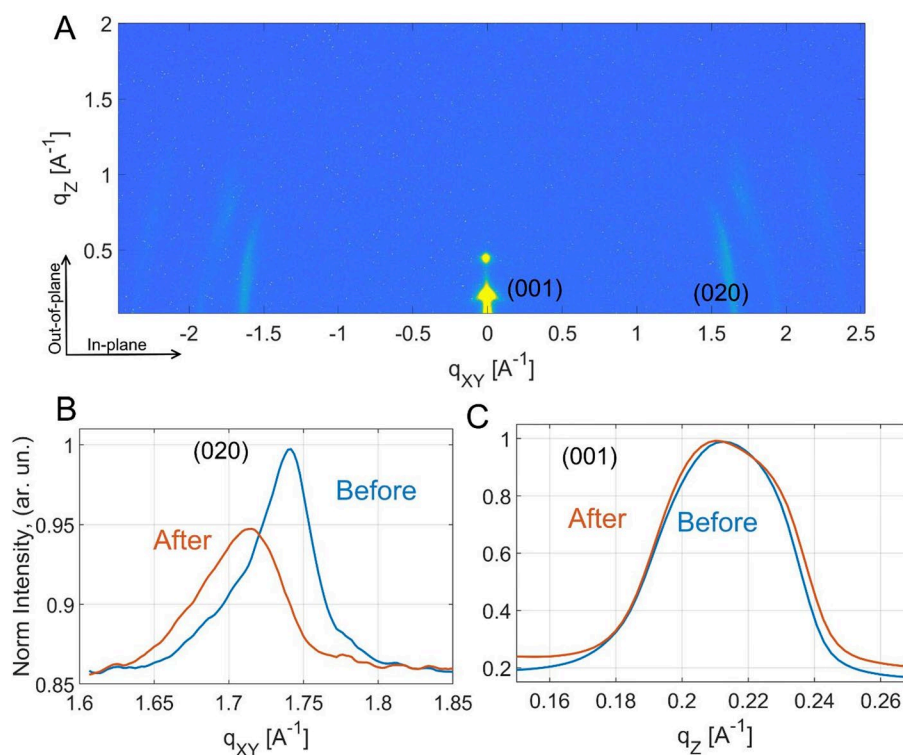 A
2
1.5
1
0.5
q_Z [A^-1]
(001)
(020)
-2 -1.5 -1 -0.5 0 0.5 1 1.5 2 2.5
q_XY [A^-1]
Out-of-plane
In-plane
B
(020)
Before
After
Norm Intensity, (ar. un.)
1
0.95
0.9
0.85
1.6 1.65 1.7 1.75 1.8 1.85
q_XY [A^-1]
C
(001)
After
Before
1
0.8
0.6
0.4
0.2
0.16 0.18 0.2 0.22 0.24 0.26
q_Z [A^-1]